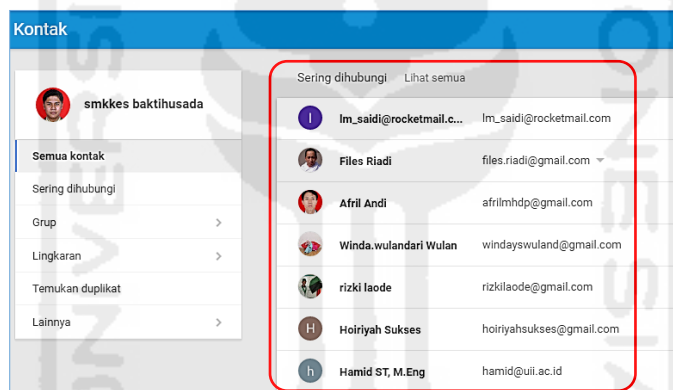 Kontak
smkkes baktihusada
Semua kontak
Sering dihubungi
Grup
Lingkaran
Temukan duplikat
Lainnya
Sering dihubungi Lihat semua
I lm_saidi@rocketmail.c... lm_saidi@rocketmail.com
Files Riadi files.riadi@gmail.com
Afril Andi afrilmhdp@gmail.com
Winda.wulandari Wulan windayswuland@gmail.com
rizki laode rizkilaode@gmail.com
H Hoiriyah Sukses hoiriyahsukses@gmail.com
h Hamid ST, M.Eng hamid@uii.ac.id